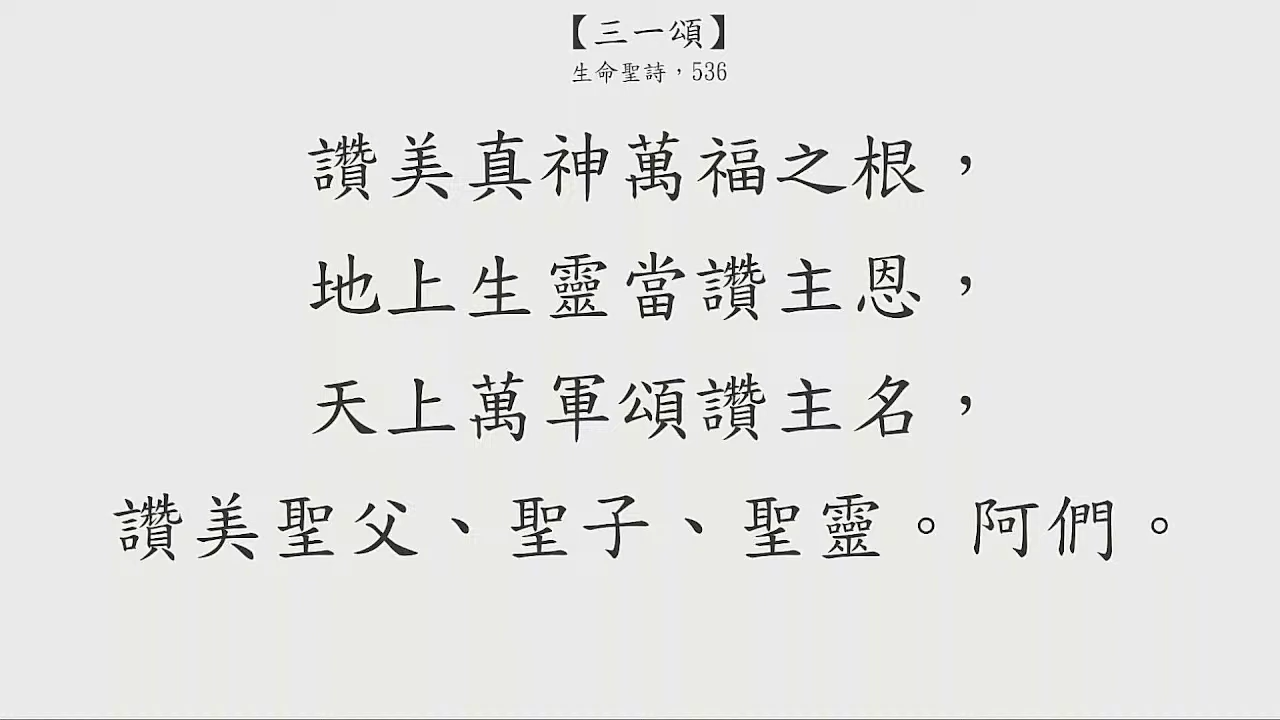 【三一頌】
生命聖詩，536
讚美真神萬福之根，
地上生靈當讚主恩，
天上萬軍頌讚主名，
讚美聖父、聖子、聖靈。阿們。